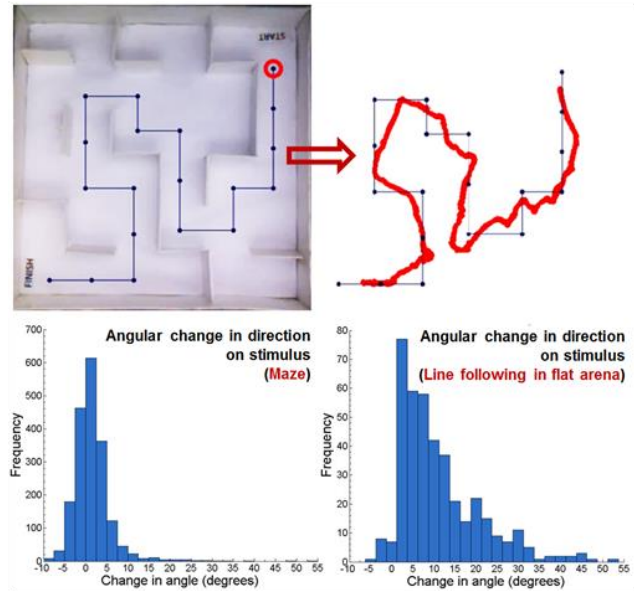 START
FINISH
Angular change in direction
on stimulus
(Maze)
Frequency
700
600
500
400
300
200
100
0
-10 -5 0 5 10 15 20 25 30 35 40 45 50 55
Change in angle (degrees)
Angular change in direction
on stimulus
(Line following in flat arena)
Frequency
80
70
60
50
40
30
20
10
0
-10 -5 0 5 10 15 20 25 30 35 40 45 50 55
Change in angle (degrees)